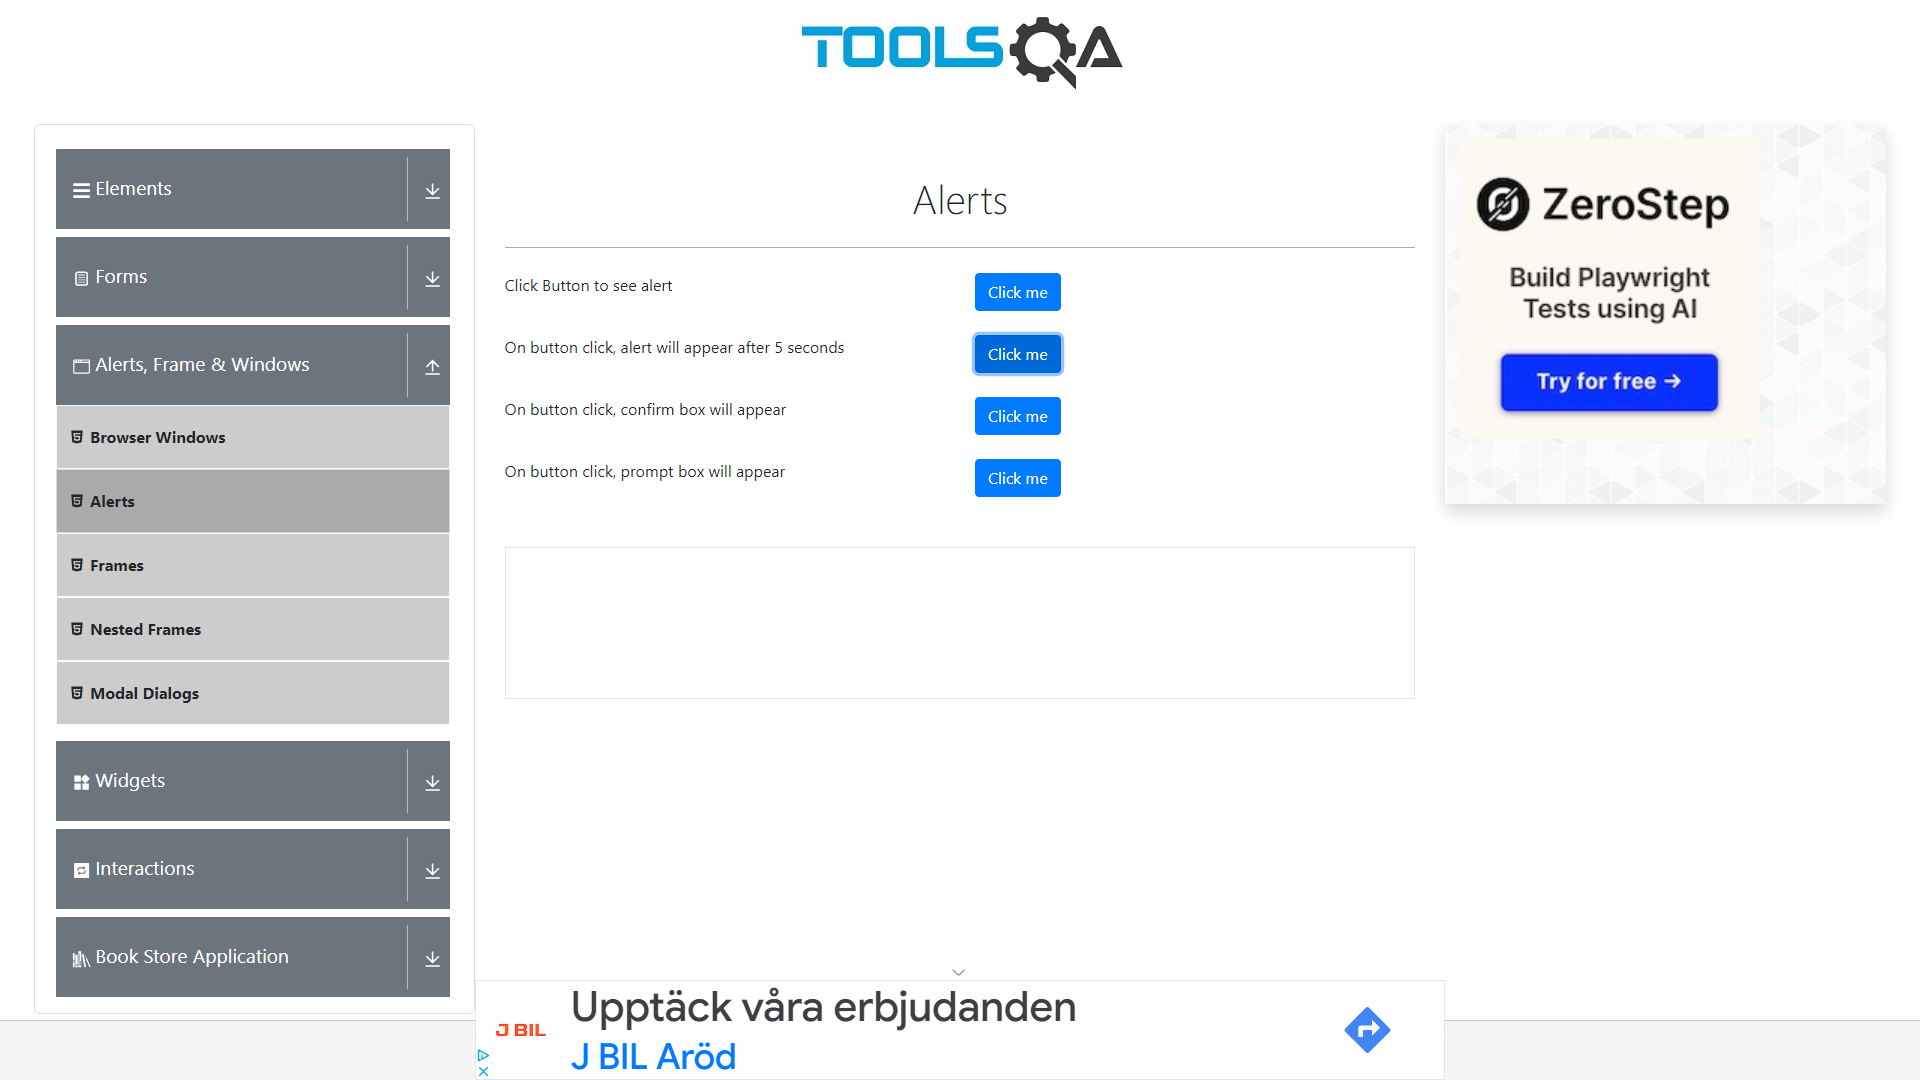 TOOLSQA
Elements
Forms
Alerts, Frame & Windows
Browser Windows
Alerts
Frames
Nested Frames
Modal Dialogs
Widgets
Interactions
Book Store Application
Alerts
Click Button to see alert
Click me
On button click, alert will appear after 5 seconds
Click me
On button click, confirm box will appear
Click me
On button click, prompt box will appear
Click me
ZeroStep
Build Playwright
Tests using AI
Try for free →
J BIL
Upptäck våra erbjudanden
J BIL Aröd